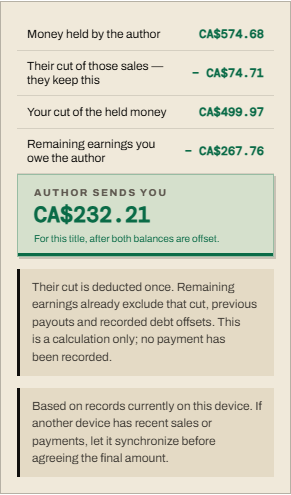 Money held by the author CA$574.68
Their cut of those sales —
they keep this − CA$74.71
Your cut of the held money CA$499.97
Remaining earnings you
owe the author − CA$267.76
AUTHOR SENDS YOU
CA$232.21
For this title, after both balances are offset.
Their cut is deducted once. Remaining
earnings already exclude that cut, previous
payouts and recorded debt offsets. This
is a calculation only; no payment has
been recorded.
Based on records currently on this device. If
another device has recent sales or
payments, let it synchronize before
agreeing the final amount.